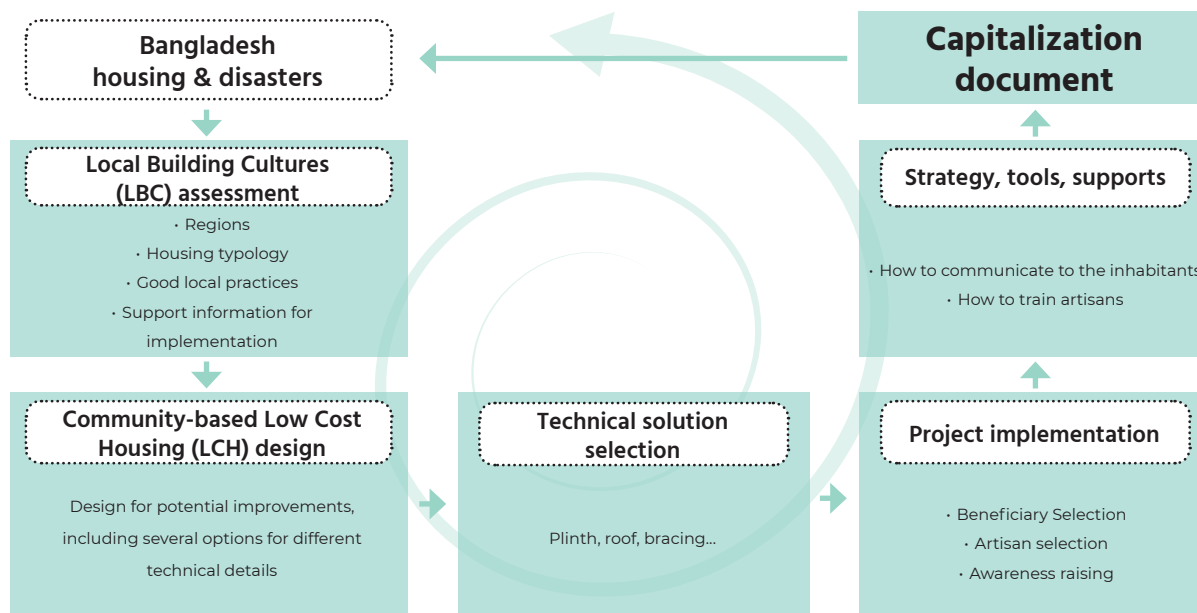 Bangladesh
housing & disasters
Local Building Cultures
(LBC) assessment
• Regions
• Housing typology
• Good local practices
• Support information for
implementation
Community-based Low Cost
Housing (LCH) design
Design for potential improvements,
including several options for different
technical details
Technical solution
selection
Plinth, roof, bracing...
Project implementation
• Beneficiary Selection
• Artisan selection
• Awareness raising
Strategy, tools, supports
• How to communicate to the inhabitants
• How to train artisans
Capitalization
document